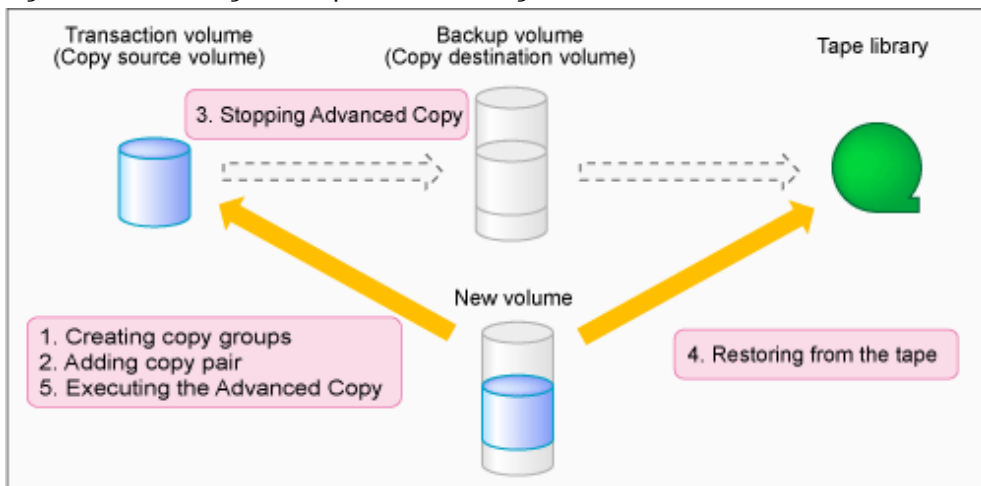 Transaction volume
(Copy source volume)
Backup volume
(Copy destination volume)
Tape library
3. Stopping Advanced Copy
New volume
1. Creating copy groups
2. Adding copy pair
5. Executing the Advanced Copy
4. Restoring from the tape